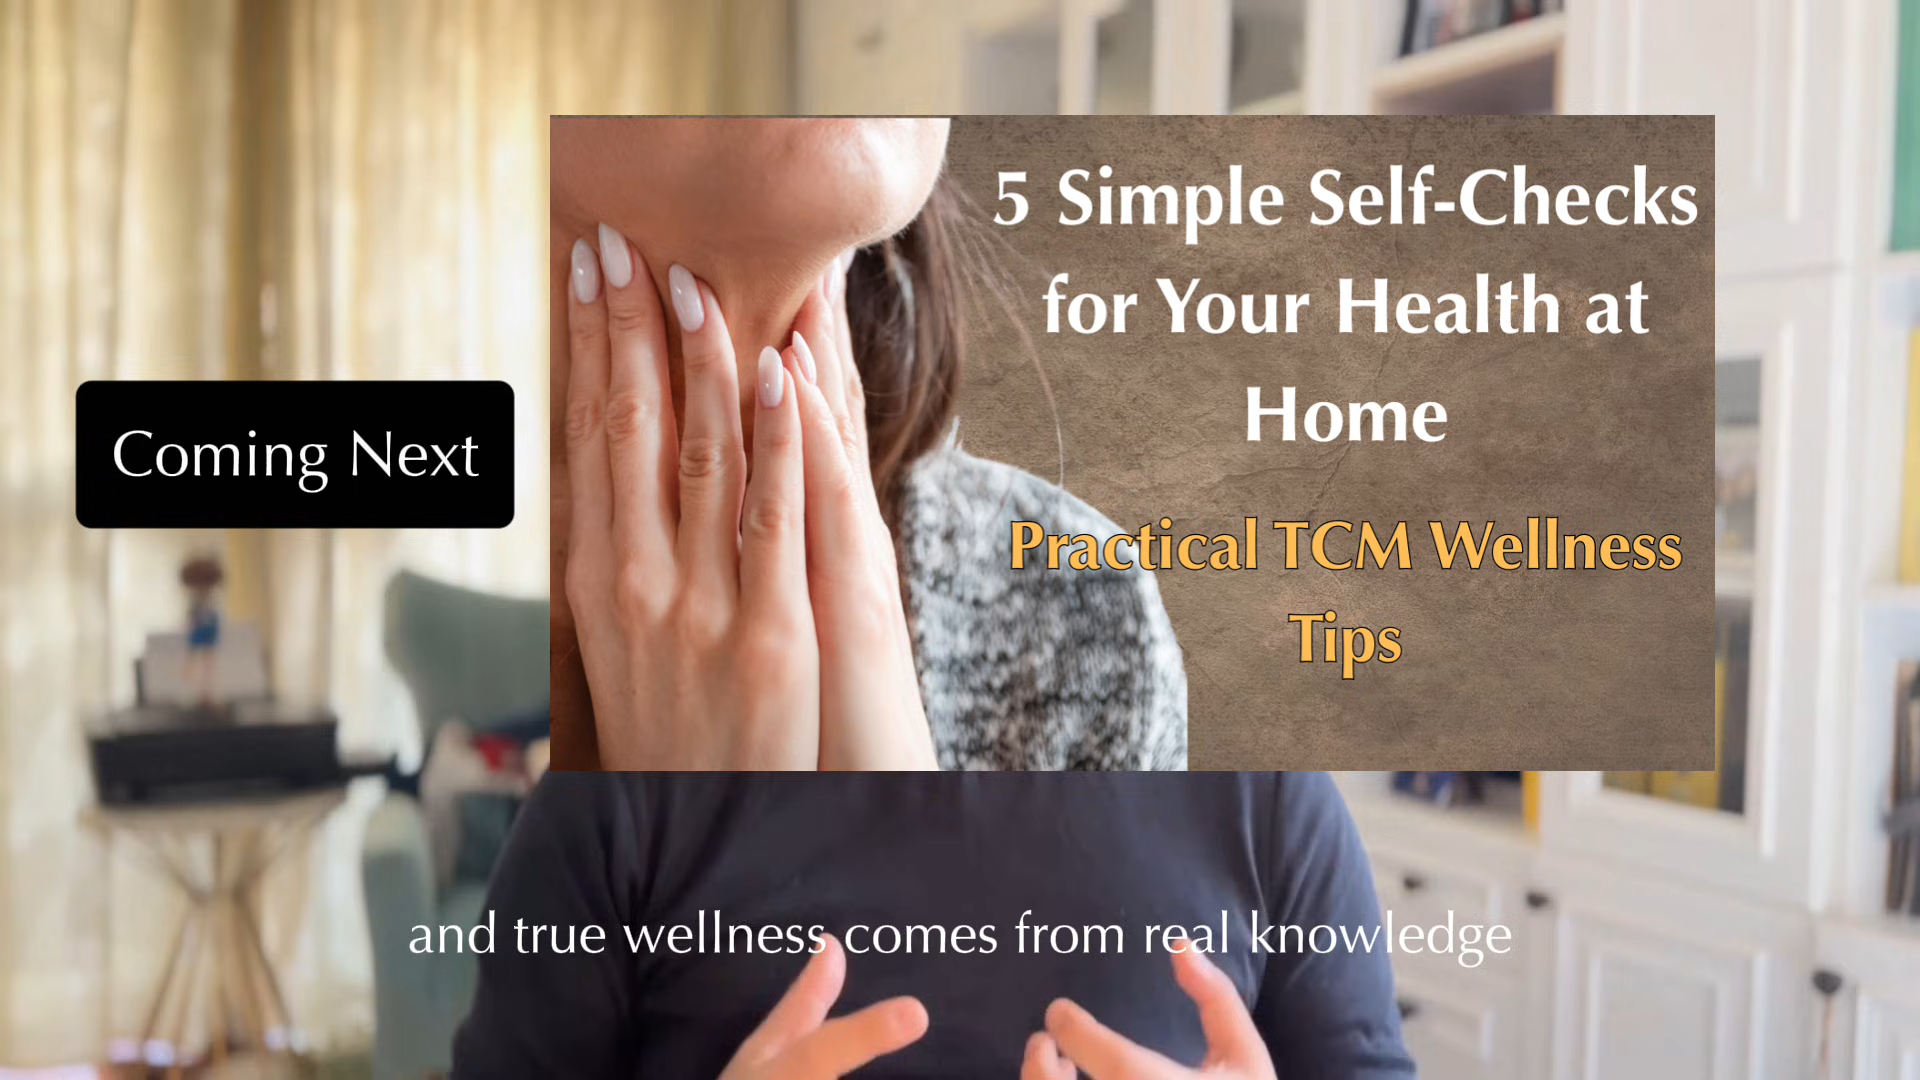 Coming Next
5 Simple Self-Checks
for Your Health at
Home
Practical TCM Wellness
Tips
and true wellness comes from real knowledge